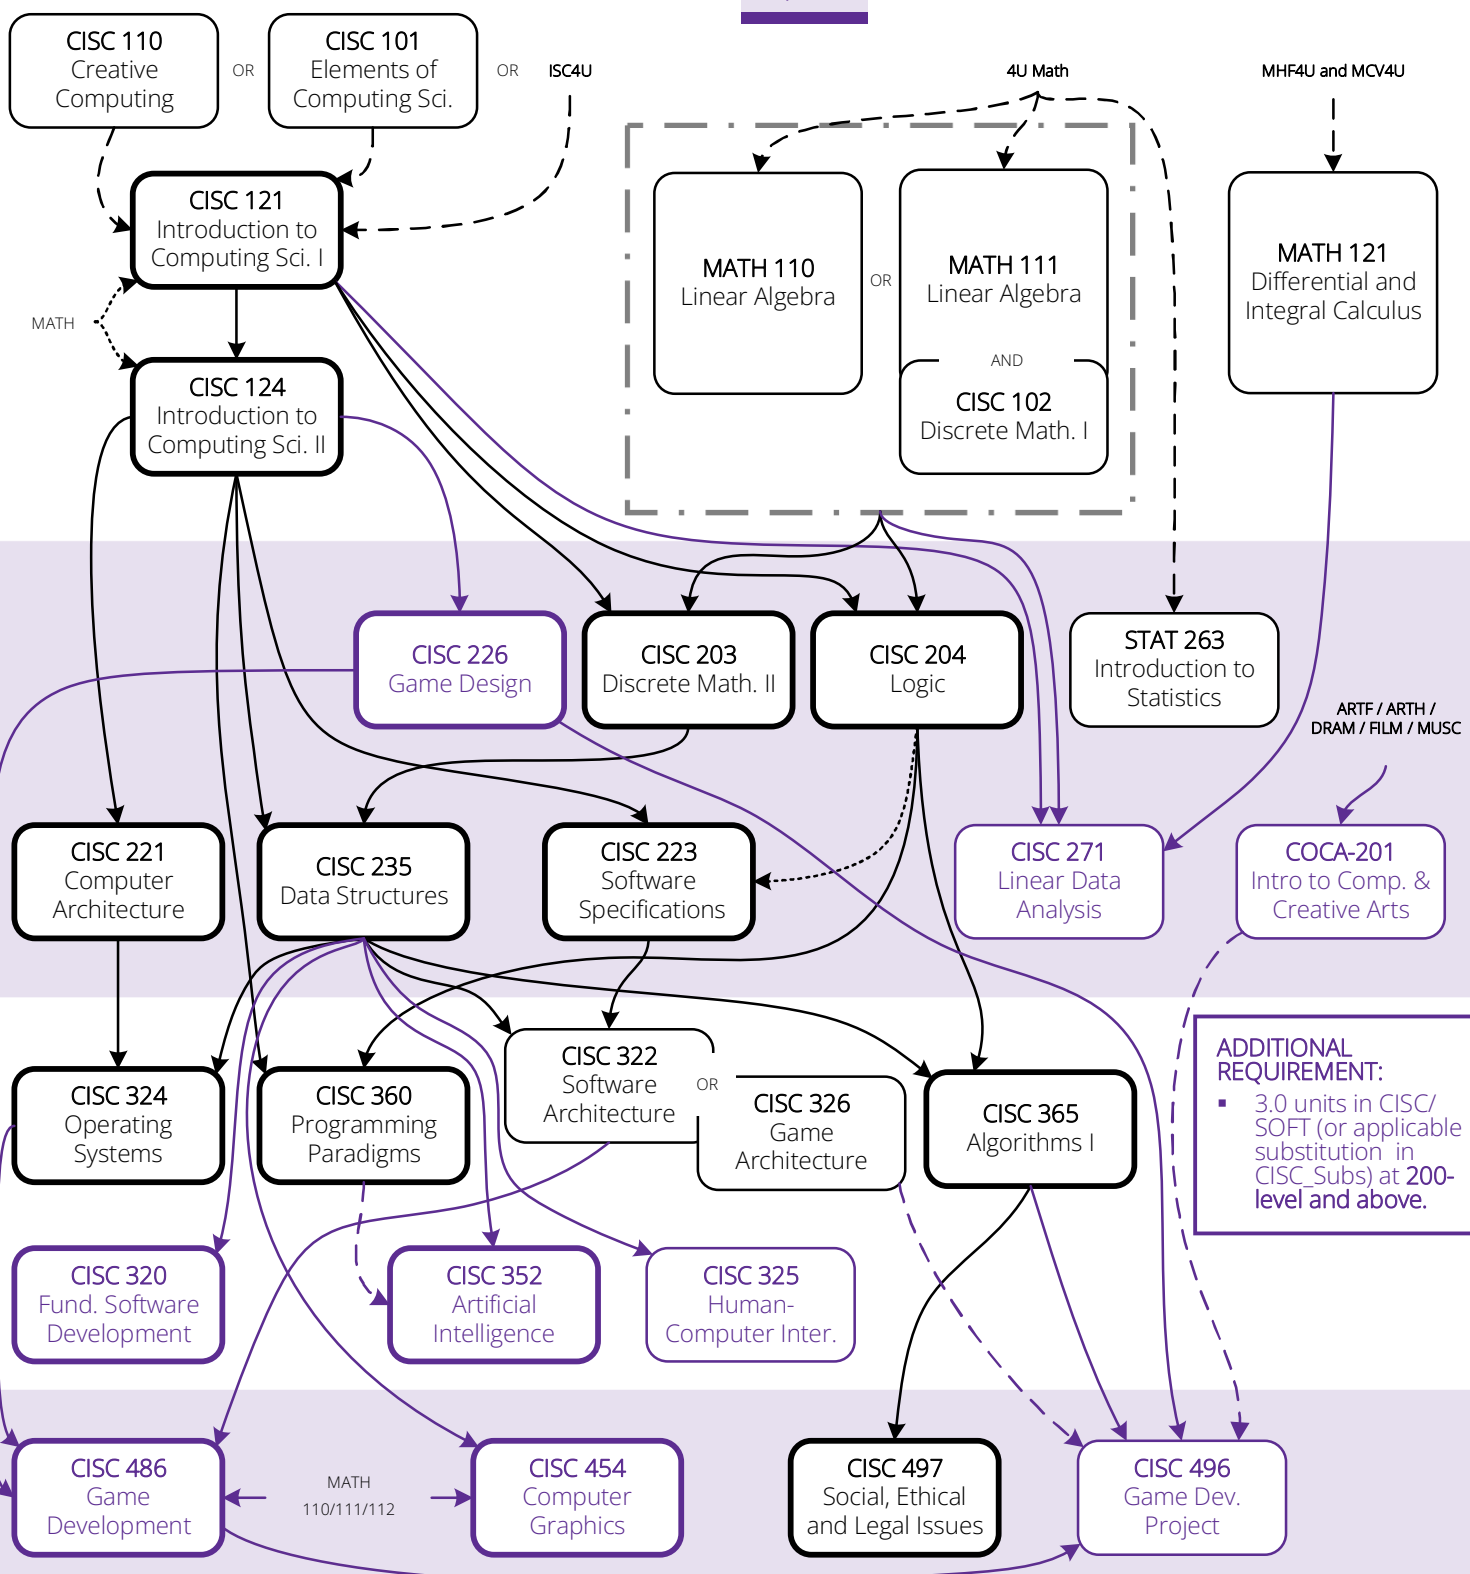 CISC 110
Creative
Computing
OR
CISC 101
Elements of
Computing Sci.
OR
ISC4U
4U Math
MHF4U and MCV4U
CISC 121
Introduction to
Computing Sci. I
MATH 110
Linear Algebra
OR
MATH 111
Linear Algebra
AND
CISC 102
Discrete Math. I
MATH 121
Differential and
Integral Calculus
MATH
CISC 124
Introduction to
Computing Sci. II
CISC 226
Game Design
CISC 203
Discrete Math. II
CISC 204
Logic
STAT 263
Introduction to
Statistics
ARTF / ARTH /
DRAM / FILM / MUSC
CISC 221
Computer
Architecture
CISC 235
Data Structures
CISC 223
Software
Specifications
CISC 271
Linear Data
Analysis
COCA-201
Intro to Comp. &
Creative Arts
CISC 324
Operating
Systems
CISC 360
Programming
Paradigms
CISC 322
Software
Architecture
OR
CISC 326
Game
Architecture
CISC 365
Algorithms I
ADDITIONAL
REQUIREMENT:
▪ 3.0 units in CISC/
SOFT (or applicable
substitution in
CISC_Subs) at 200-
level and above.
CISC 320
Fund. Software
Development
CISC 352
Artificial
Intelligence
CISC 325
Human-
Computer Inter.
CISC 486
Game
Development
MATH
110/111/112
CISC 454
Computer
Graphics
CISC 497
Social, Ethical
and Legal Issues
CISC 496
Game Dev.
Project